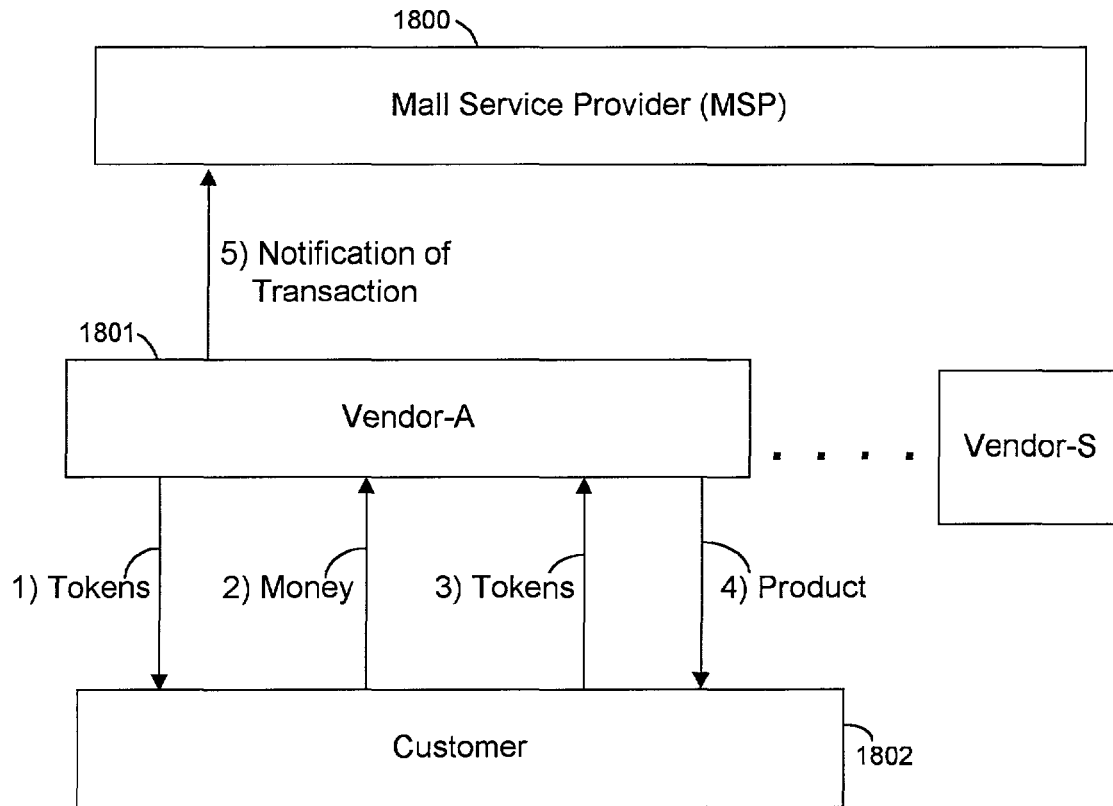 1800
Mall Service Provider (MSP)
5) Notification of
Transaction
1801
Vendor-A
Vendor-S
1) Tokens
2) Money
3) Tokens
4) Product
Customer
1802